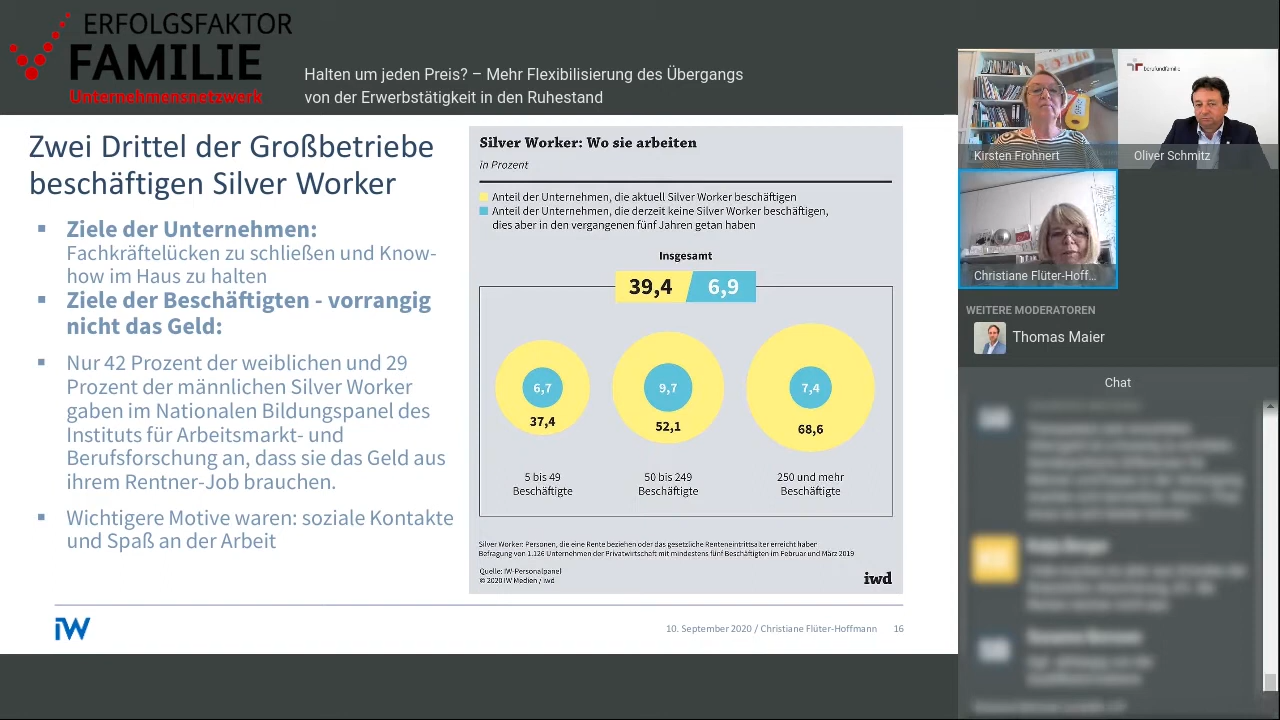 ERFOLGSFAKTOR
FAMILIE
Unternehmensnetzwerk
Halten um jeden Preis? – Mehr Flexibilisierung des Übergangs
von der Erwerbstätigkeit in den Ruhestand
Zwei Drittel der Großbetriebe
beschäftigen Silver Worker
▪ Ziele der Unternehmen:
Fachkräftelücken zu schließen und Know-
how im Haus zu halten
▪ Ziele der Beschäftigten - vorrangig
nicht das Geld:
▪ Nur 42 Prozent der weiblichen und 29
Prozent der männlichen Silver Worker
gaben im Nationalen Bildungspanel des
Instituts für Arbeitsmarkt- und
Berufsforschung an, dass sie das Geld aus
ihrem Rentner-Job brauchen.
▪ Wichtigere Motive waren: soziale Kontakte
und Spaß an der Arbeit
Silver Worker: Wo sie arbeiten
in Prozent
Anteil der Unternehmen, die aktuell Silver Worker beschäftigen
Anteil der Unternehmen, die derzeit keine Silver Worker beschäftigen,
dies aber in den vergangenen fünf Jahren getan haben
Insgesamt
39,4 6,9
6,7 9,7 7,4
37,4 52,1 68,6
5 bis 49 50 bis 249 250 und mehr
Beschäftigte Beschäftigte Beschäftigte
Silver Worker: Personen, die eine Rente beziehen oder das gesetzliche Renteneintrittsalter erreicht haben
Befragung von 1.126 Unternehmen der Privatwirtschaft mit mindestens fünf Beschäftigten im Februar und März 2019
Quelle: IW-Personalpanel
© 2020 IW Medien / iwd
iwd
iW
10. September 2020 / Christiane Flüter-Hoffmann 16
berufundfamilie
Kirsten Frohnert
Oliver Schmitz
Christiane Flüter-Hoff...
WEITERE MODERATOREN
Thomas Maier
Chat